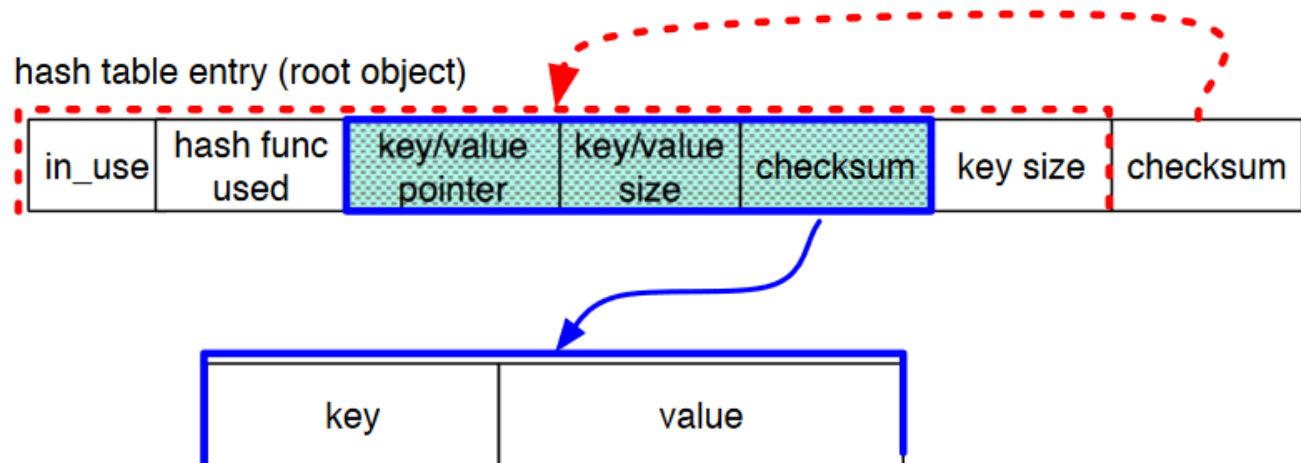 hash table entry (root object)
in_use
hash func
used
key/value
pointer
key/value
size
checksum
key size
checksum
key
value